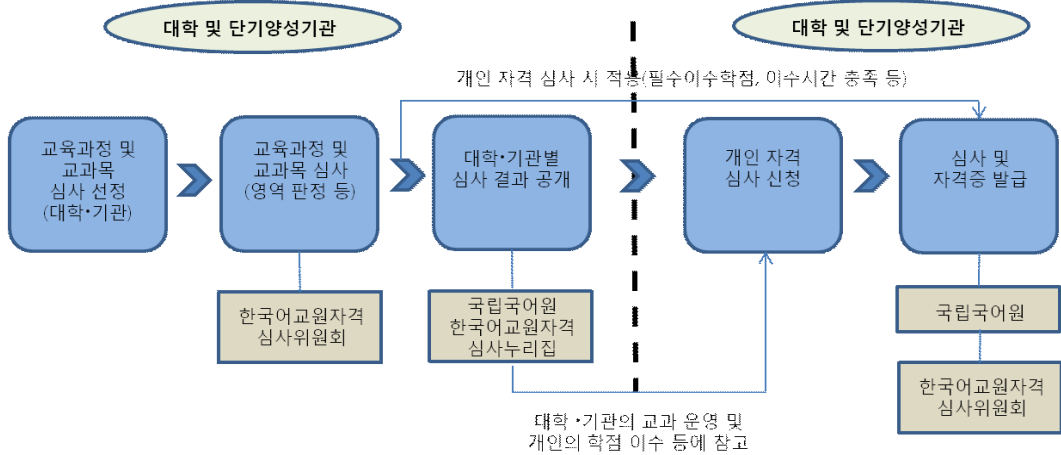 대학 및 단기양성기관
대학 및 단기양성기관
개인 자격 심사 시 적용(필수이수학점, 이수시간 충족 등)
교육과정 및
교과목
심사 선정
(대학•기관)
교육과정 및
교과목 심사
(영역 판정 등)
대학•기관별
심사 결과 공개
개인 자격
심사 신청
심사 및
자격증 발급
한국어교원자격
심사위원회
국립국어원
한국어교원자격
심사누리집
국립국어원
한국어교원자격
심사위원회
대학 •기관의 교과 운영 및
개인의 학점 이수 등에 참고